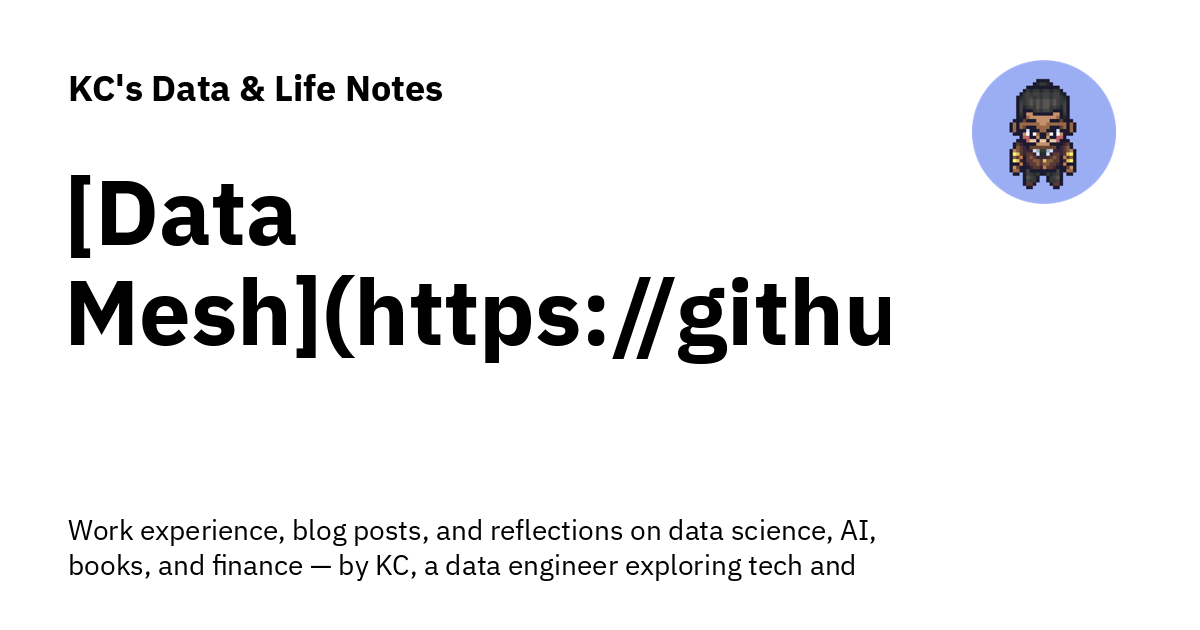 KC's Data & Life Notes
[Data
Mesh](https://githu
Work experience, blog posts, and reflections on data science, AI,
books, and finance — by KC, a data engineer exploring tech and